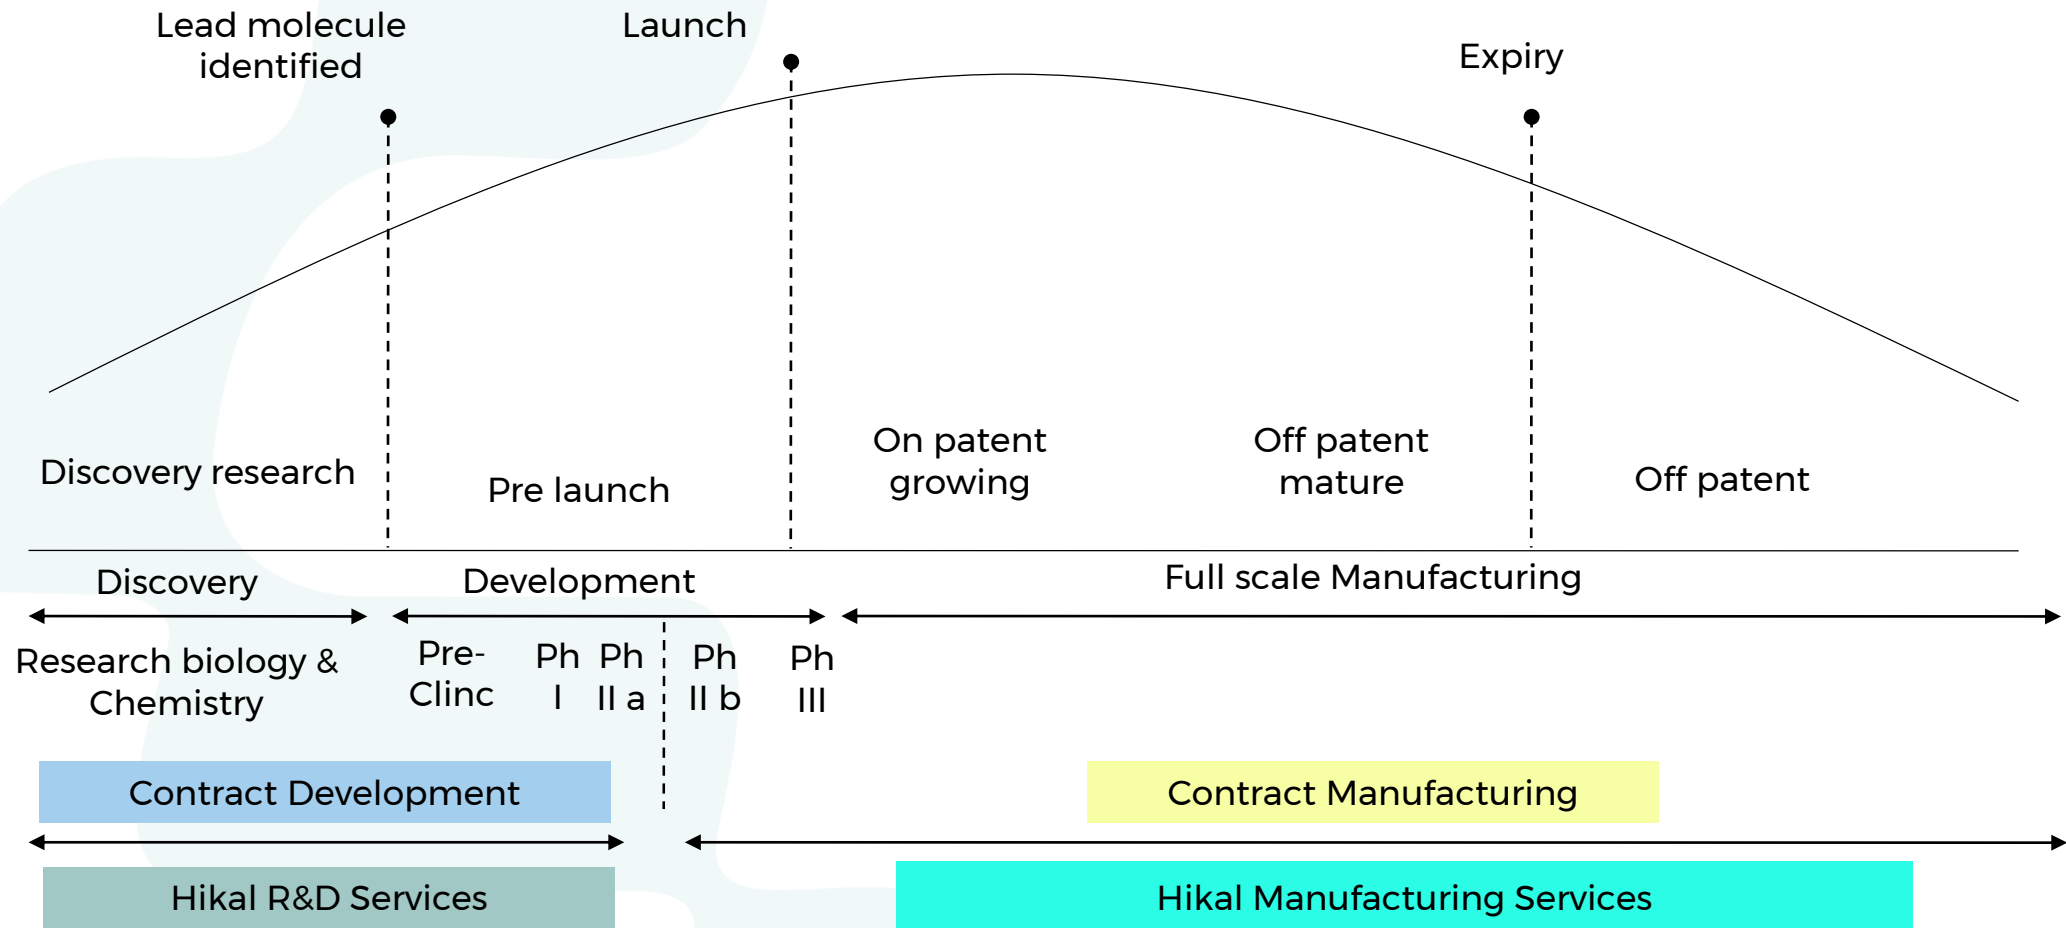 Lead molecule
identified
Launch
Expiry
Discovery research
Pre launch
On patent
growing
Off patent
mature
Off patent
Discovery
Development
Full scale Manufacturing
Research biology &
Chemistry
Pre-
Clinc
Ph
I
Ph
II a
Ph
II b
Ph
III
Contract Development
Contract Manufacturing
Hikal R&D Services
Hikal Manufacturing Services